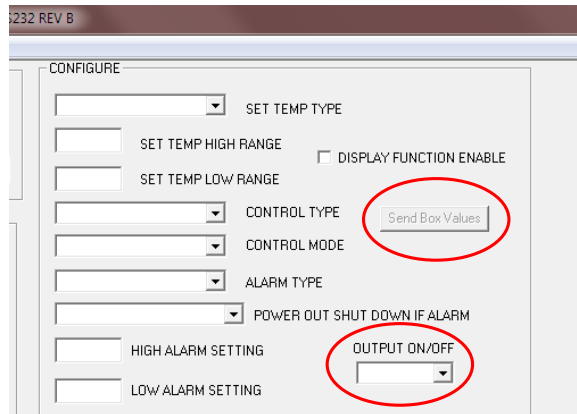 S232 REV B
CONFIGURE
SET TEMP TYPE
SET TEMP HIGH RANGE
DISPLAY FUNCTION ENABLE
SET TEMP LOW RANGE
CONTROL TYPE
Send Box Values
CONTROL MODE
ALARM TYPE
POWER OUT SHUT DOWN IF ALARM
HIGH ALARM SETTING
OUTPUT ON/OFF
LOW ALARM SETTING